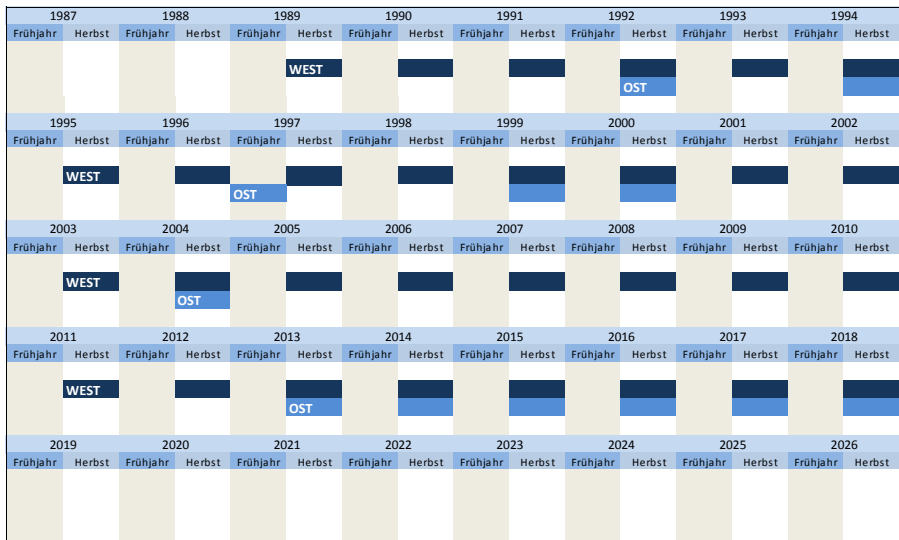 1987 1988 1989 1990 1991 1992 1993 1994
Frühjahr Herbst Frühjahr Herbst Frühjahr Herbst Frühjahr Herbst Frühjahr Herbst Frühjahr Herbst Frühjahr Herbst Frühjahr Herbst
WEST
OST
1995 1996 1997 1998 1999 2000 2001 2002
Frühjahr Herbst Frühjahr Herbst Frühjahr Herbst Frühjahr Herbst Frühjahr Herbst Frühjahr Herbst Frühjahr Herbst Frühjahr Herbst
WEST
OST
2003 2004 2005 2006 2007 2008 2009 2010
Frühjahr Herbst Frühjahr Herbst Frühjahr Herbst Frühjahr Herbst Frühjahr Herbst Frühjahr Herbst Frühjahr Herbst Frühjahr Herbst
WEST
OST
2011 2012 2013 2014 2015 2016 2017 2018
Frühjahr Herbst Frühjahr Herbst Frühjahr Herbst Frühjahr Herbst Frühjahr Herbst Frühjahr Herbst Frühjahr Herbst Frühjahr Herbst
WEST
OST
2019 2020 2021 2022 2023 2024 2025 2026
Frühjahr Herbst Frühjahr Herbst Frühjahr Herbst Frühjahr Herbst Frühjahr Herbst Frühjahr Herbst Frühjahr Herbst Frühjahr Herbst